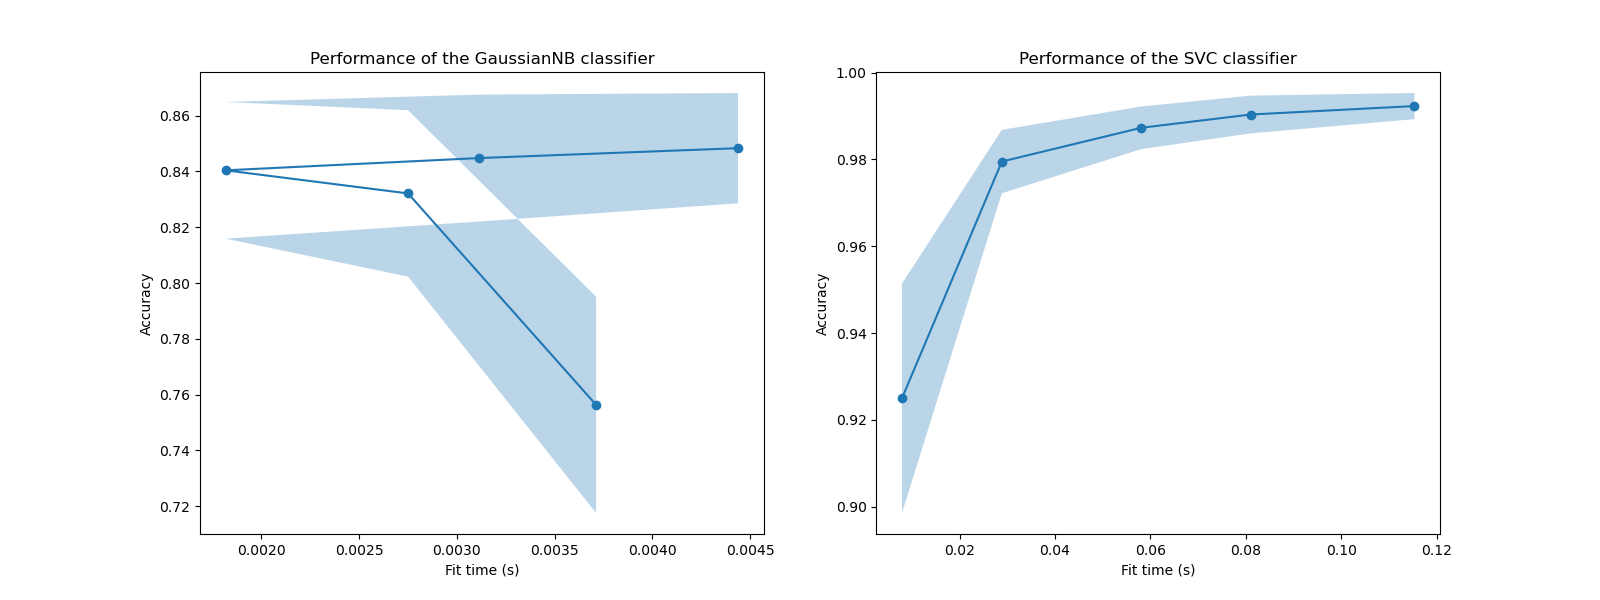 Performance of the GaussianNB classifier
Accuracy
0.86
0.84
0.82
0.80
0.78
0.76
0.74
0.72
0.0020 0.0025 0.0030 0.0035 0.0040 0.0045
Fit time (s)
Performance of the SVC classifier
Accuracy
1.00
0.98
0.96
0.94
0.92
0.90
0.02 0.04 0.06 0.08 0.10 0.12
Fit time (s)